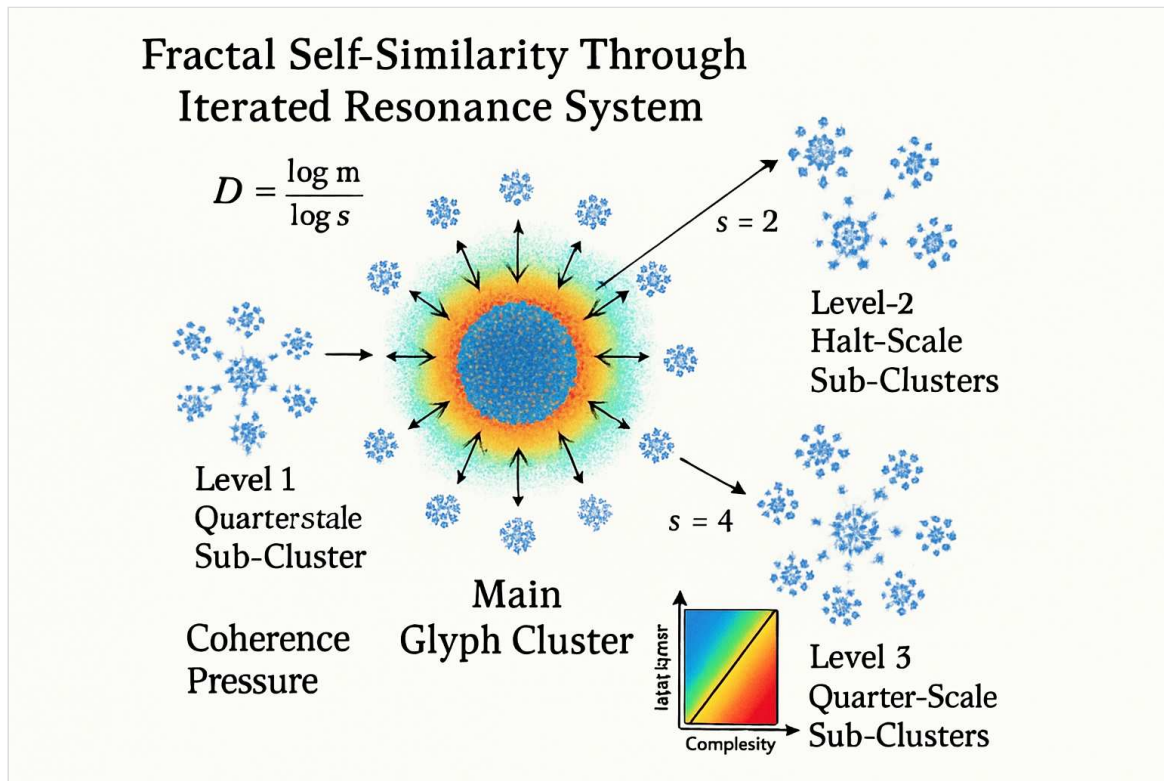 Fractal Self-Similarity Through
Iterated Resonance System
D = log m / log s
s = 2
Level-2
Halt-Scale
Sub-Clusters
Level 1
Quarterstale
Sub-Cluster
s = 4
Main
Glyph Cluster
Coherence
Pressure
Complesity
Level 3
Quarter-Scale
Sub-Clusters